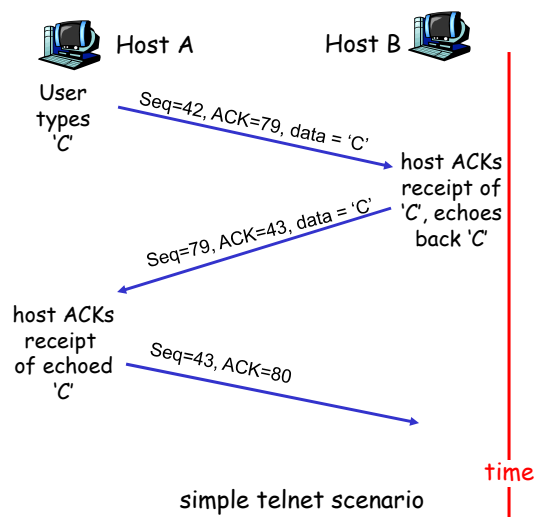 Host A
Host B
User
types
‘C’
Seq=42, ACK=79, data = ‘C’
host ACKs
receipt of
‘C’, echoes
back ‘C’
Seq=79, ACK=43, data = ‘C’
host ACKs
receipt
of echoed
‘C’
Seq=43, ACK=80
time
simple telnet scenario